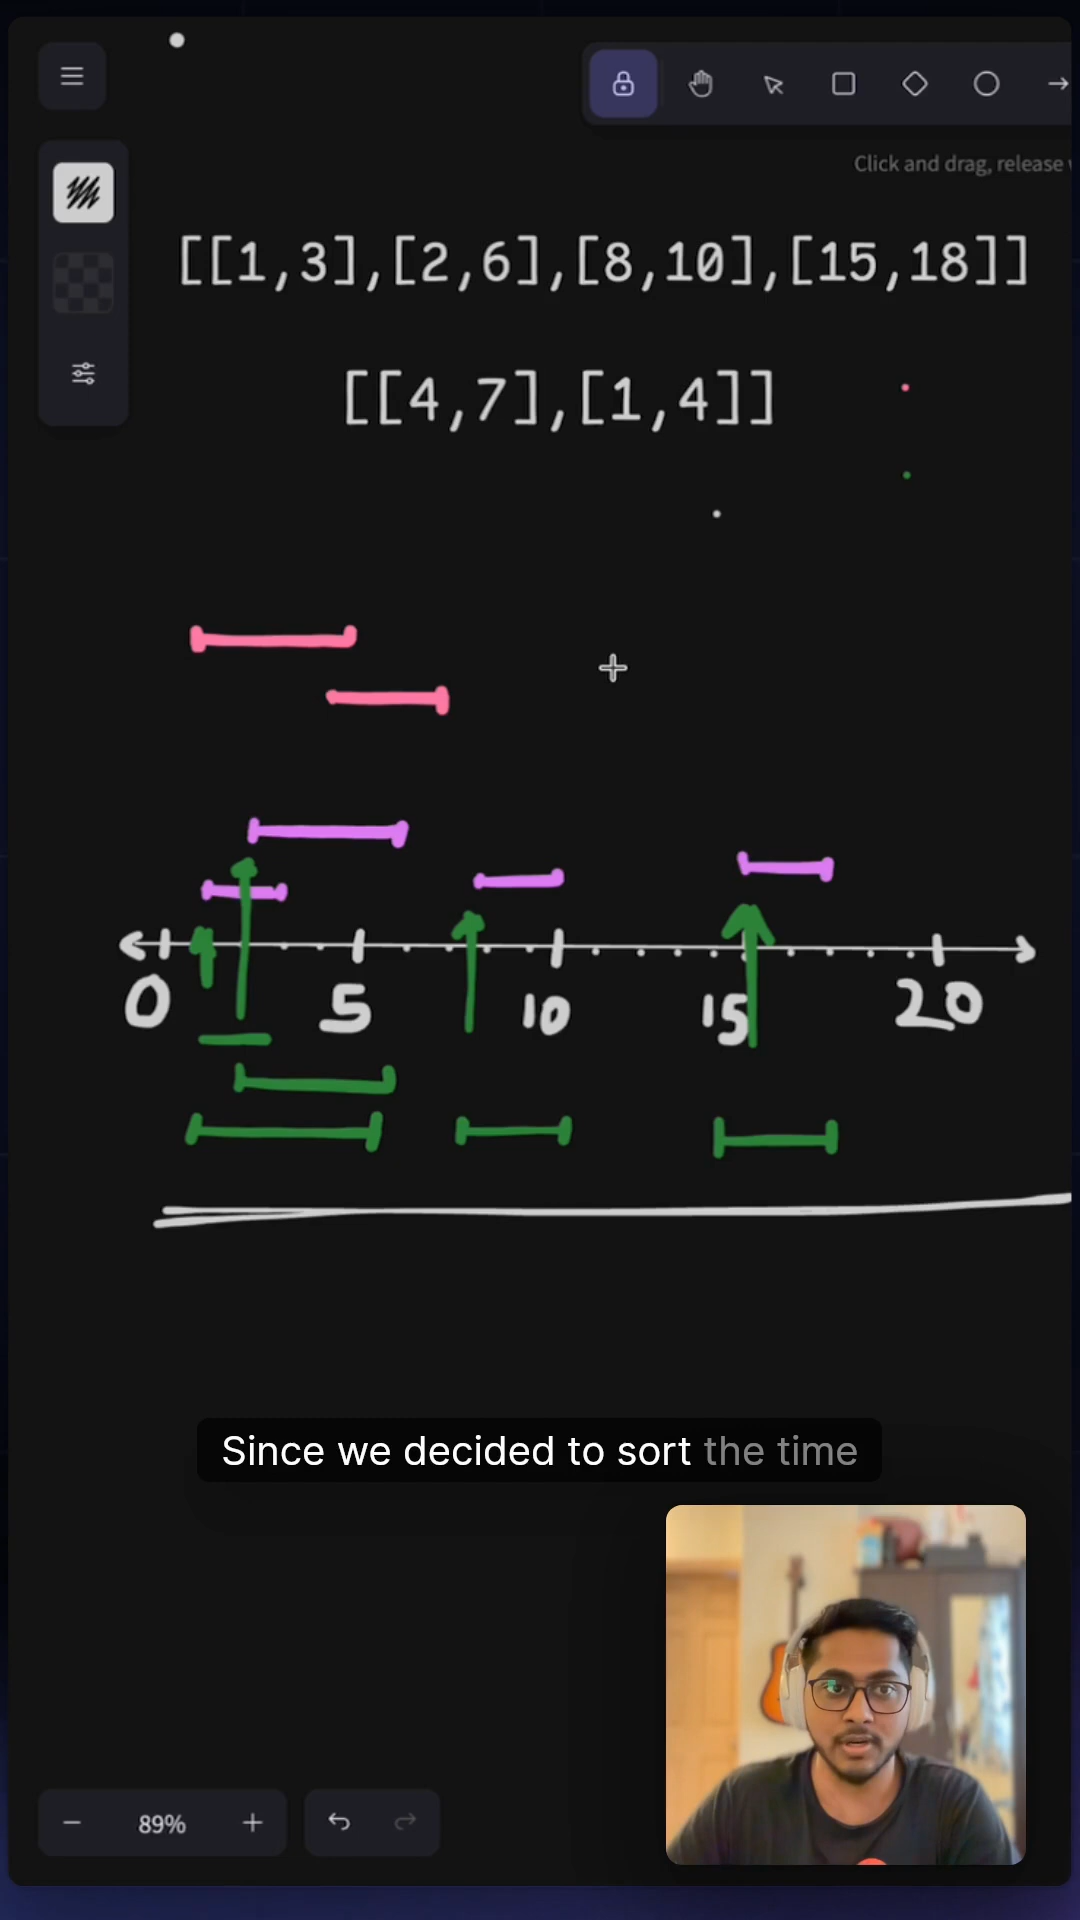 Click and drag, release
[[1,3],[2,6],[8,10],[15,18]]
[[4,7],[1,4]]
0 5 10 15 20
Since we decided to sort the time
89%